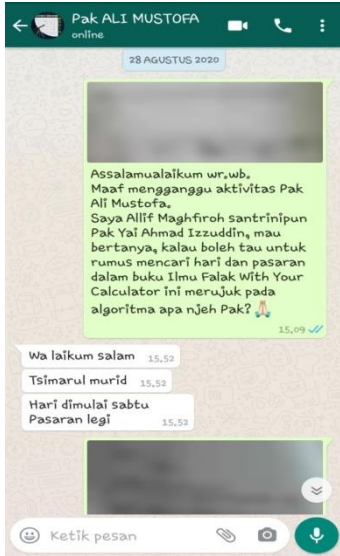 Pak ALI MUSTOFA
online
28 AGUSTUS 2020
Assalamualaikum wr.wb.
Maaf mengganggu aktivitas Pak
Ali Mustofa.
Saya Allif Maghfiroh santrinipun
Pak Yai Ahmad Izzuddin, mau
bertanya, kalau boleh tau untuk
rumus mencari hari dan pasaran
dalam buku Ilmu Falak With Your
Calculator ini merujuk pada
algoritma apa njeh Pak? 🙏
15.09
Wa laikum salam 15.52
Tsimarul murid 15.52
Hari dimulai sabtu
Pasaran legi 15.52
Ketik pesan